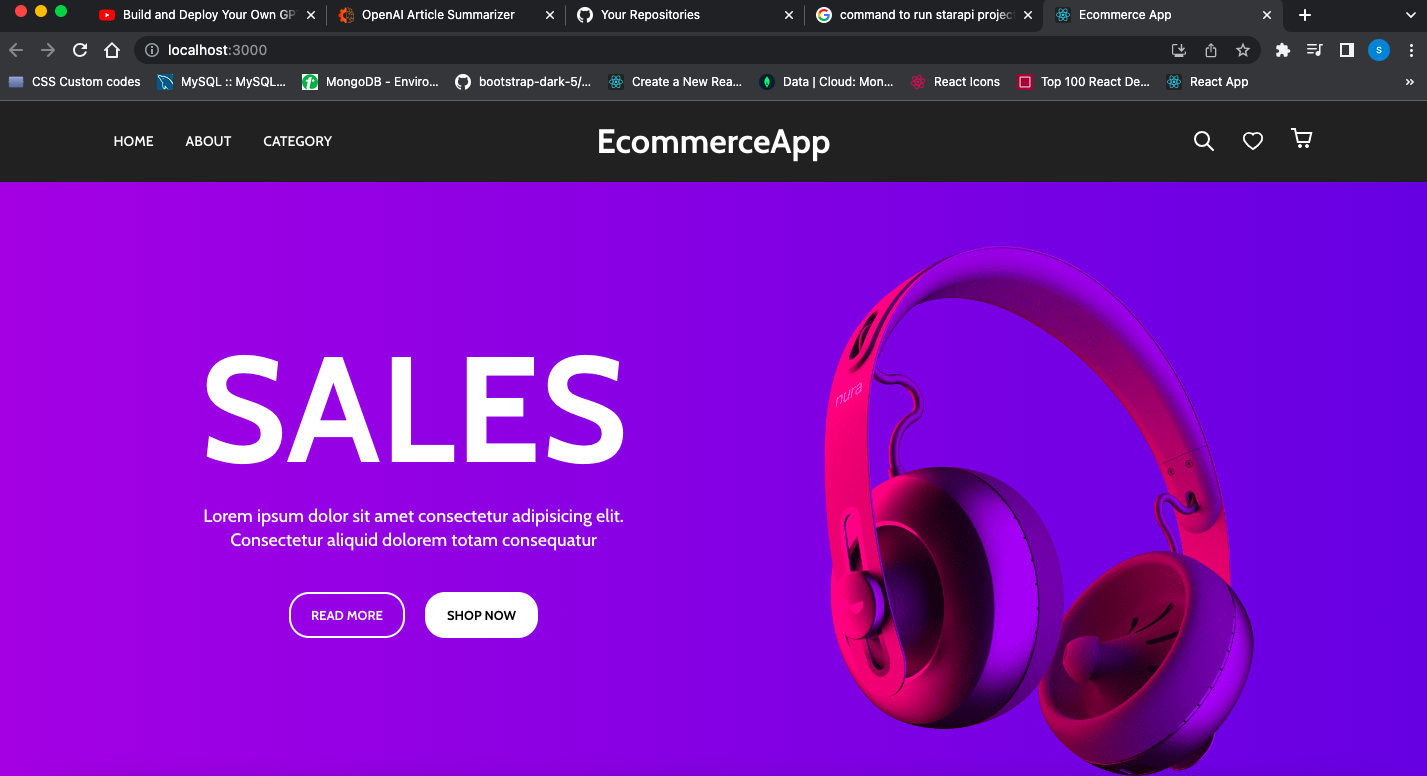 Build and Deploy Your Own GP
OpenAI Article Summarizer
Your Repositories
command to run starapi projec
Ecommerce App
localhost:3000
s
CSS Custom codes
MySQL :: MySQL...
MongoDB - Enviro...
bootstrap-dark-5/...
Create a New Rea...
Data | Cloud: Mon...
React Icons
Top 100 React De...
React App
»
HOME
ABOUT
CATEGORY
EcommerceApp
SALES
Lorem ipsum dolor sit amet consectetur adipisicing elit.
Consectetur aliquid dolorem totam consequatur
READ MORE
SHOP NOW
nura